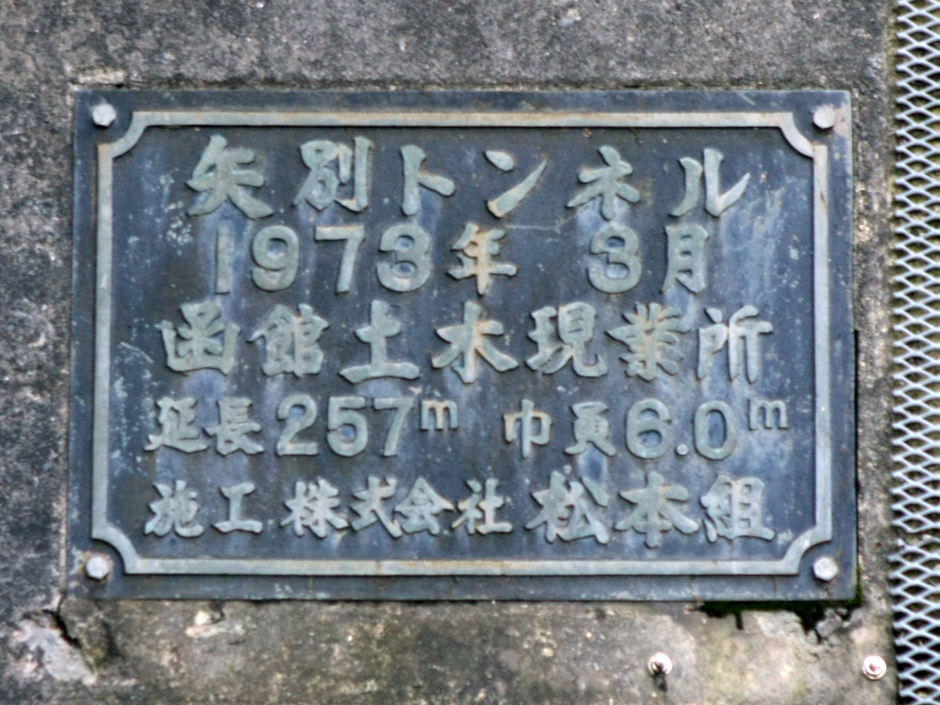 矢別トンネル
1973年 3月
函館土木現業所
延長257m 巾員6.0m
施工 株式会社 松本組